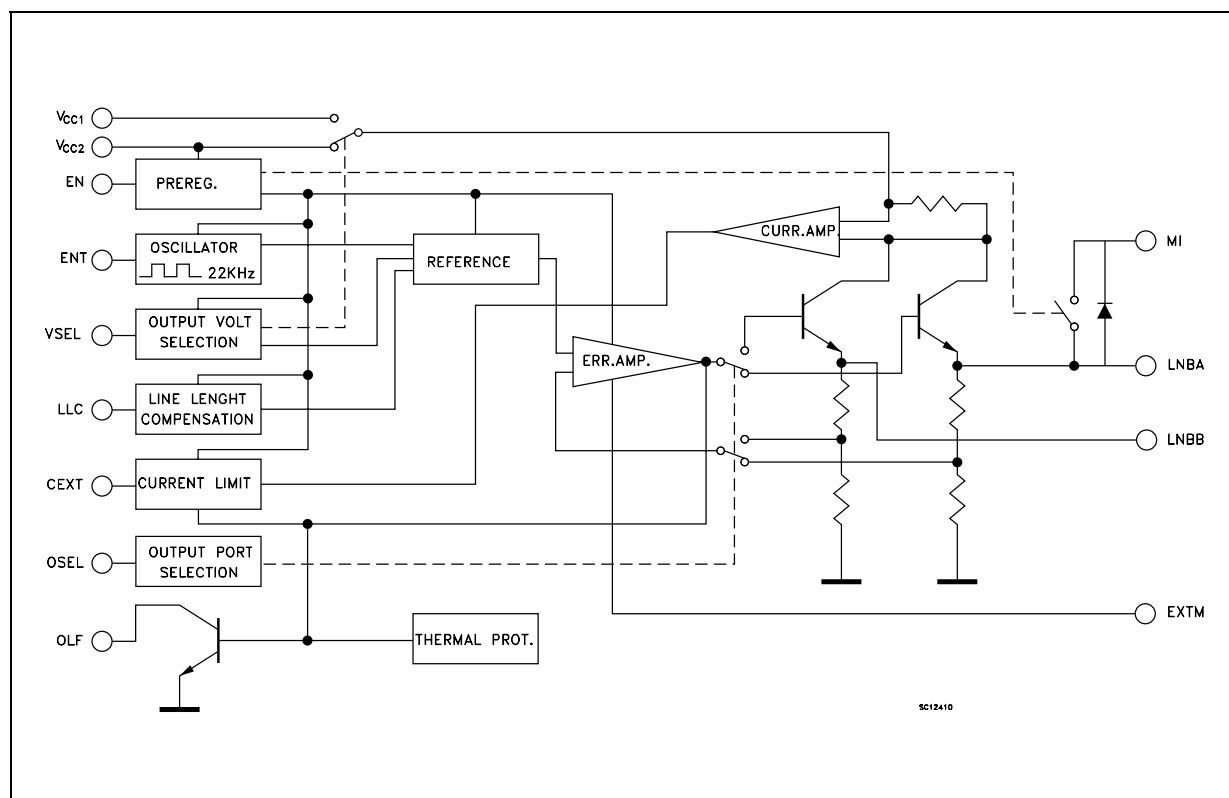 VCC1
VCC2
EN
PREREG.
ENT
OSCILLATOR
22KHz
REFERENCE
CURR.AMP.
MI
VSEL
OUTPUT VOLT
SELECTION
ERR.AMP.
LNBA
LLC
LINE LENGHT
COMPENSATION
LNBB
CEXT
CURRENT LIMIT
OSEL
OUTPUT PORT
SELECTION
EXTM
OLF
THERMAL PROT.
SC12410